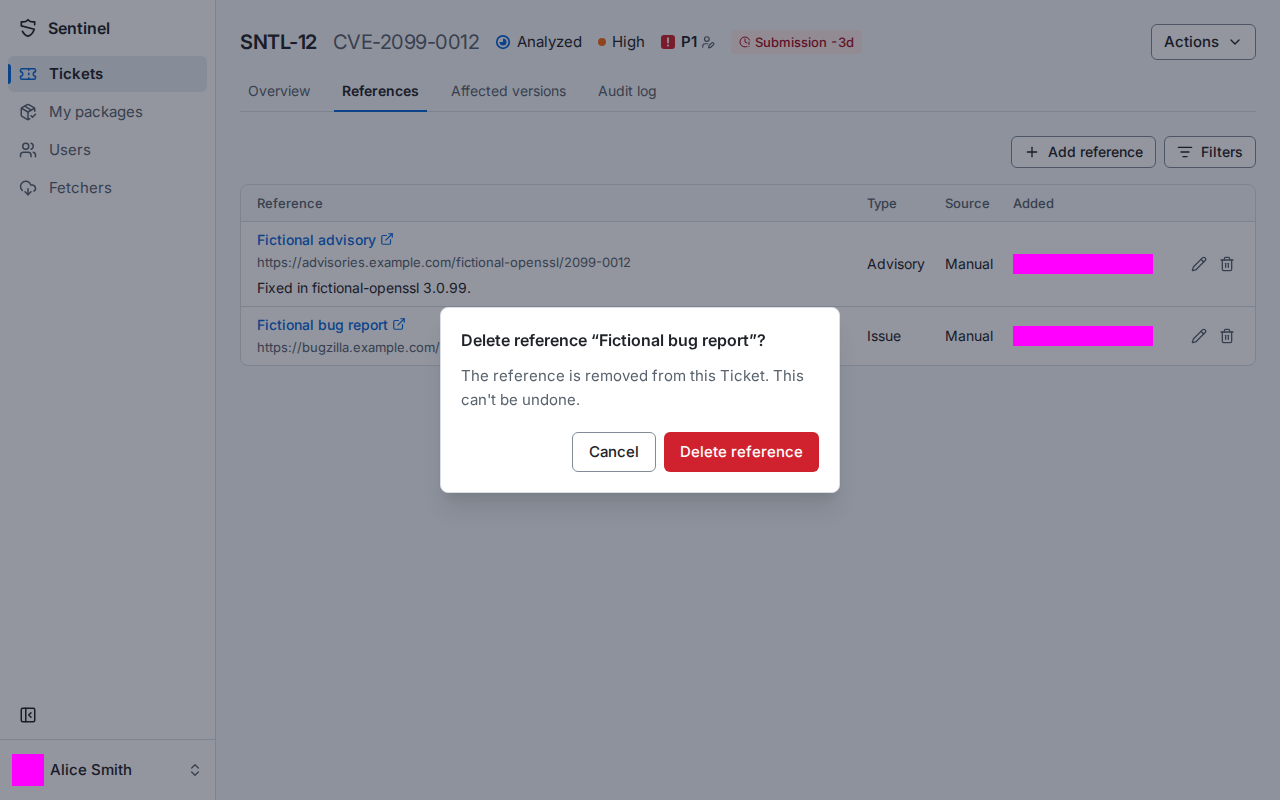 Sentinel
Tickets
My packages
Users
Fetchers
Alice Smith
SNTL-12 CVE-2099-0012 Analyzed High P1 Submission -3d
Actions
Overview References Affected versions Audit log
Add reference Filters
Reference Type Source Added
Fictional advisory
https://advisories.example.com/fictional-openssl/2099-0012
Fixed in fictional-openssl 3.0.99.
Advisory Manual
Fictional bug report
https://bugzilla.example.com/
Issue Manual
Delete reference “Fictional bug report”?
The reference is removed from this Ticket. This
can't be undone.
Cancel Delete reference